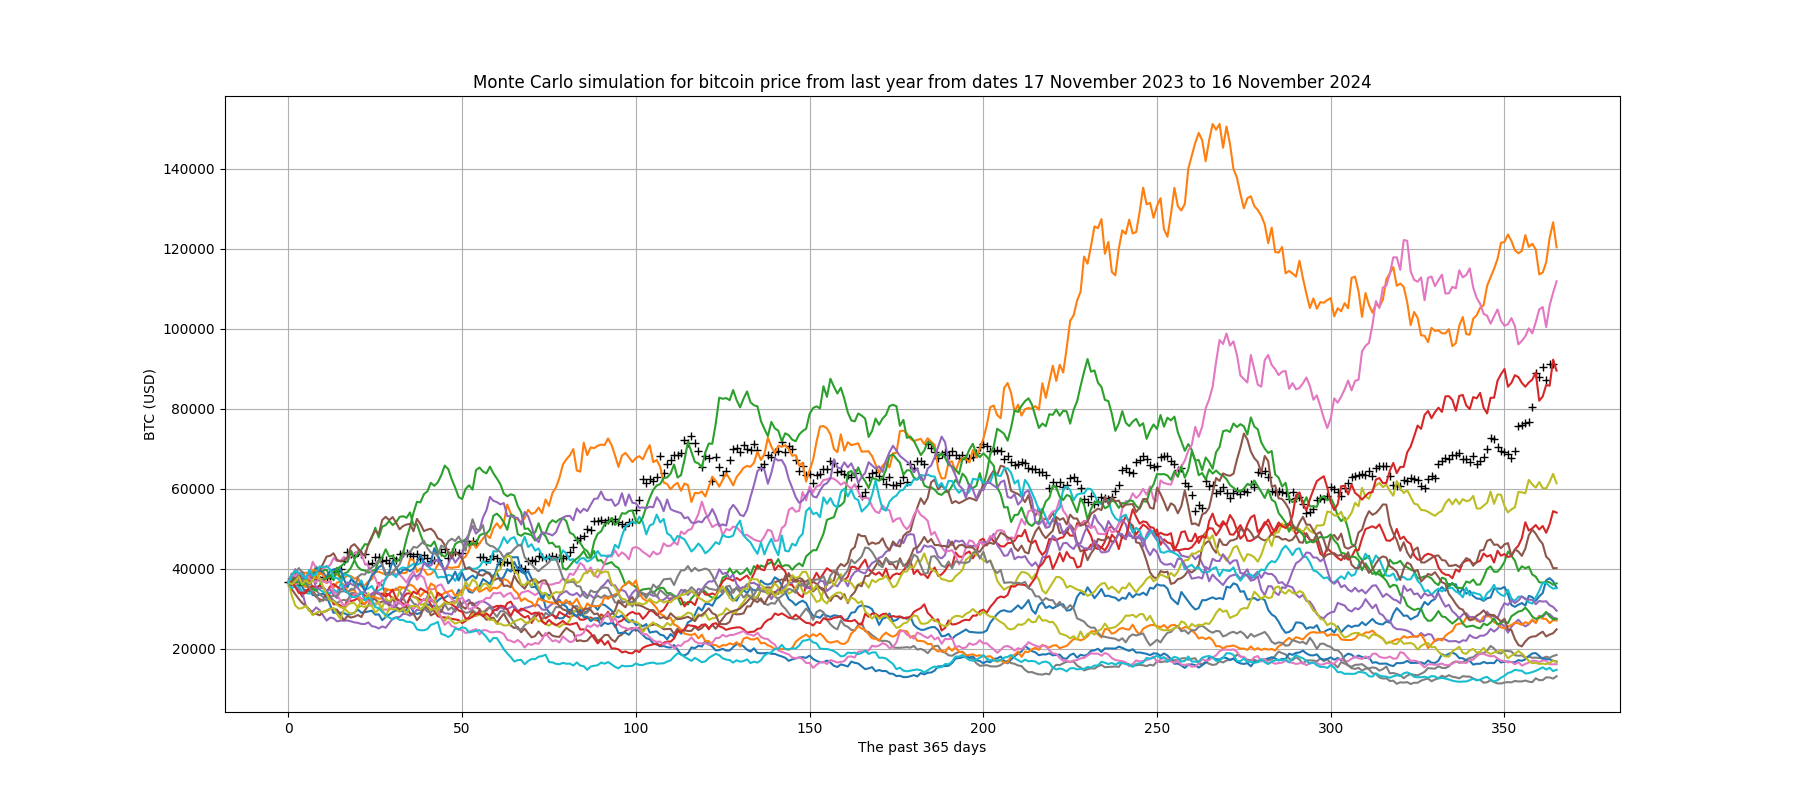 Monte Carlo simulation for bitcoin price from last year from dates 17 November 2023 to 16 November 2024
140000
120000
100000
80000
60000
40000
20000
BTC (USD)
0 50 100 150 200 250 300 350
The past 365 days